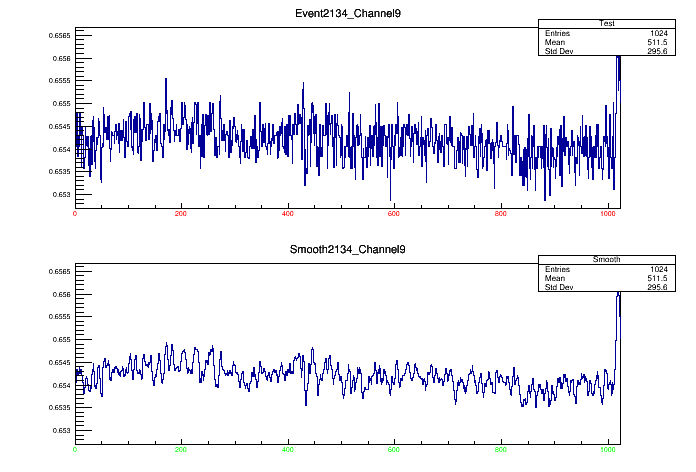 Event2134_Channel9
Test
Entries 1024
Mean 511.5
Std Dev 295.6
0.6565
0.656
0.6555
0.655
0.6545
0.654
0.6535
0.653
0 200 400 600 800 1000
Smooth2134_Channel9
Smooth
Entries 1024
Mean 511.5
Std Dev 295.6
0.6565
0.656
0.6555
0.655
0.6545
0.654
0.6535
0.653
0 200 400 600 800 1000